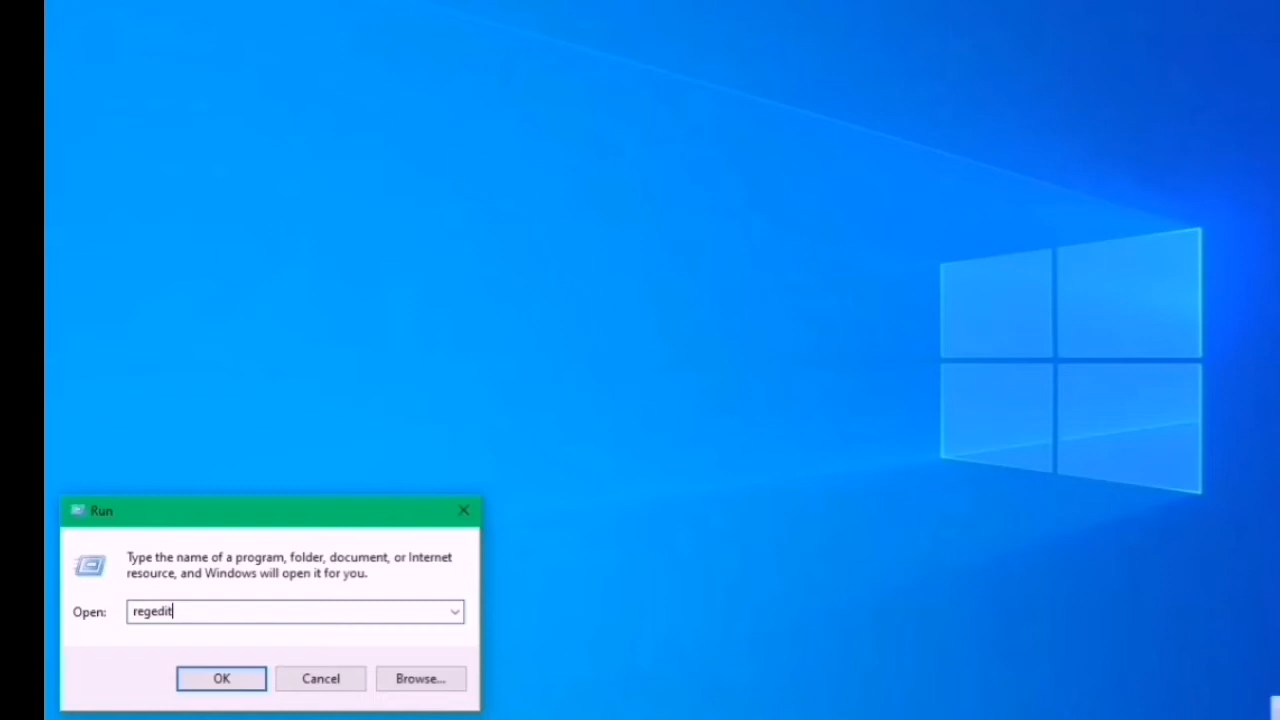 Run
Type the name of a program, folder, document, or Internet
resource, and Windows will open it for you.
Open:
regedit
OK
Cancel
Browse...